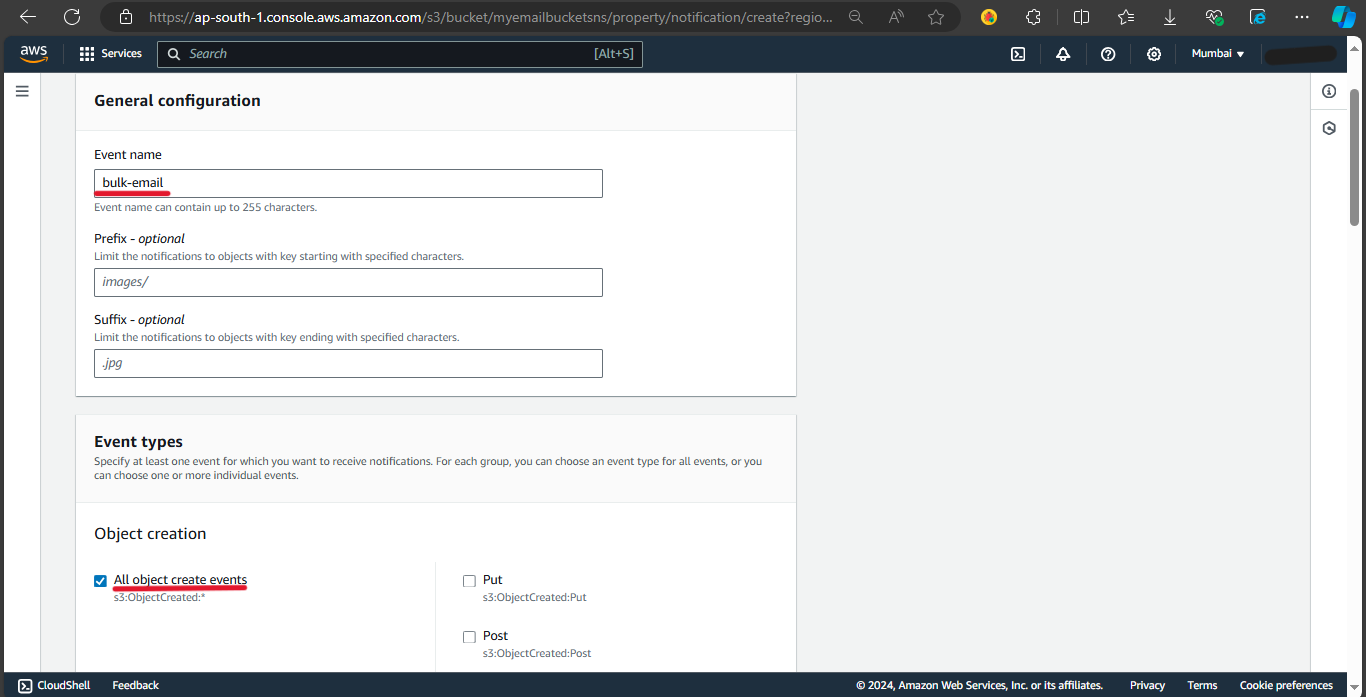 https://ap-south-1.console.aws.amazon.com/s3/bucket/myemailbucketsns/property/notification/create?regio...
aws
Services
Search
[Alt+S]
Mumbai
General configuration
Event name
bulk-email
Event name can contain up to 255 characters.
Prefix - optional
Limit the notifications to objects with key starting with specified characters.
images/
Suffix - optional
Limit the notifications to objects with key ending with specified characters.
.jpg
Event types
Specify at least one event for which you want to receive notifications. For each group, you can choose an event type for all events, or you
can choose one or more individual events.
Object creation
All object create events
s3:ObjectCreated:*
Put
s3:ObjectCreated:Put
Post
s3:ObjectCreated:Post
CloudShell
Feedback
© 2024, Amazon Web Services, Inc. or its affiliates.
Privacy
Terms
Cookie preferences